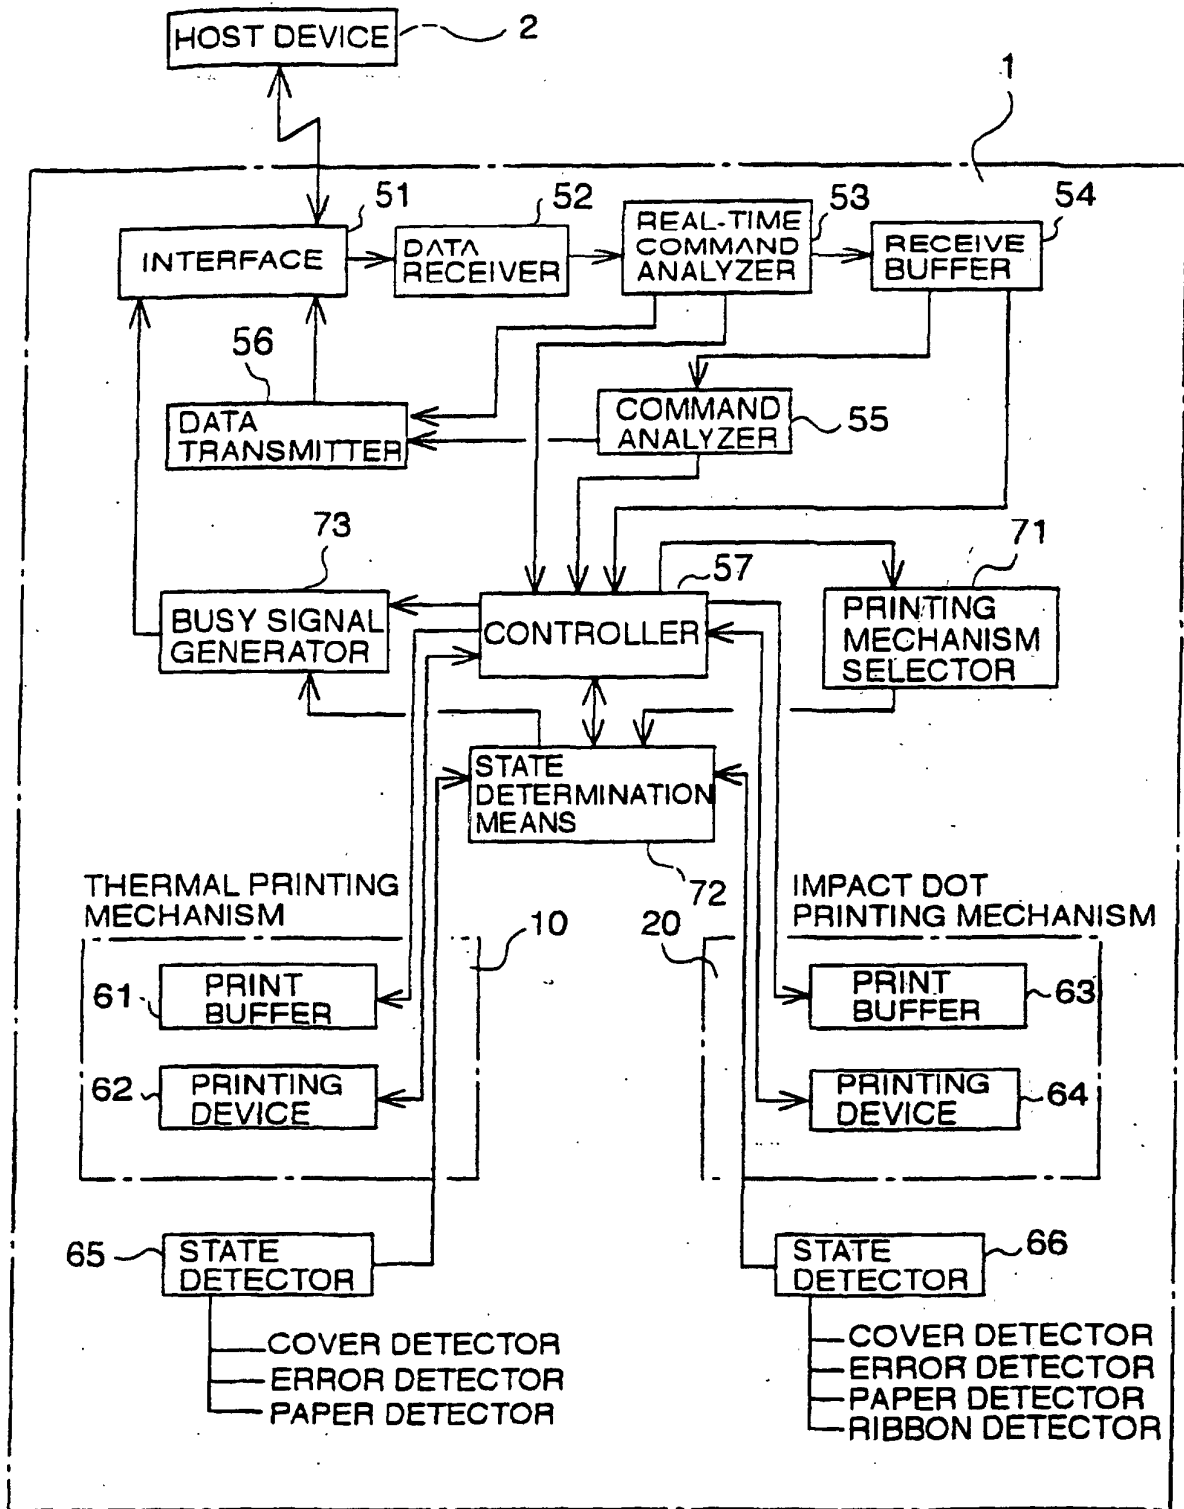 HOST DEVICE
2
1
51
52
53
54
INTERFACE
DATA
RECEIVER
REAL-TIME
COMMAND
ANALYZER
RECEIVE
BUFFER
56
DATA
TRANSMITTER
COMMAND
ANALYZER
55
73
57
71
BUSY SIGNAL
GENERATOR
CONTROLLER
PRINTING
MECHANISM
SELECTOR
STATE
DETERMINATION
MEANS
72
THERMAL PRINTING
MECHANISM
IMPACT DOT
PRINTING MECHANISM
10
20
61
PRINT
BUFFER
PRINT
BUFFER
63
62
PRINTING
DEVICE
PRINTING
DEVICE
64
65
STATE
DETECTOR
STATE
DETECTOR
66
COVER DETECTOR
ERROR DETECTOR
PAPER DETECTOR
COVER DETECTOR
ERROR DETECTOR
PAPER DETECTOR
RIBBON DETECTOR